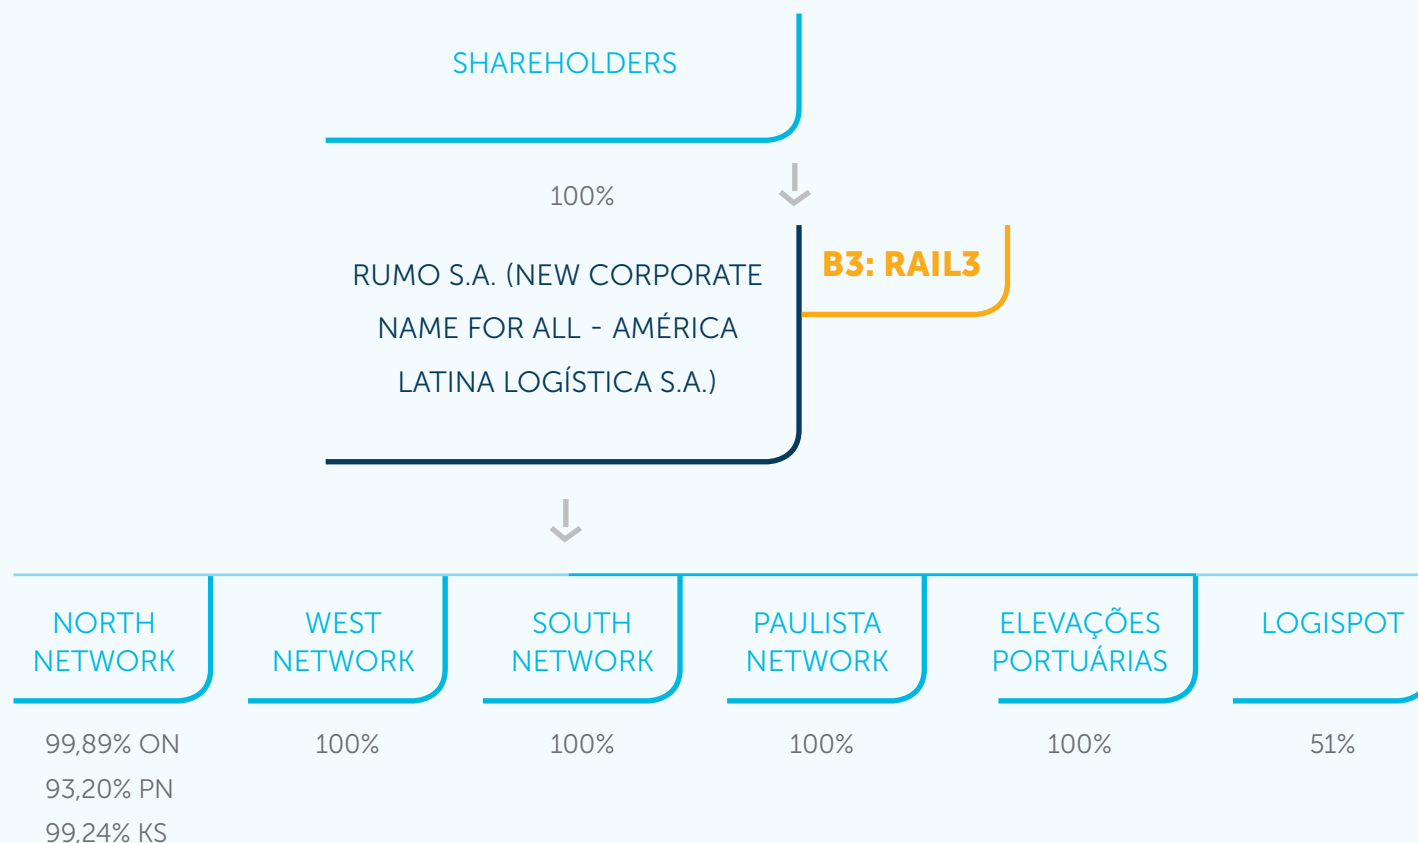 SHAREHOLDERS
100%
RUMO S.A. (NEW CORPORATE
NAME FOR ALL - AMÉRICA
LATINA LOGÍSTICA S.A.)
B3: RAIL3
NORTH
NETWORK
99,89% ON
93,20% PN
99,24% KS
WEST
NETWORK
100%
SOUTH
NETWORK
100%
PAULISTA
NETWORK
100%
ELEVAÇÕES
PORTUÁRIAS
100%
LOGISPOT
51%